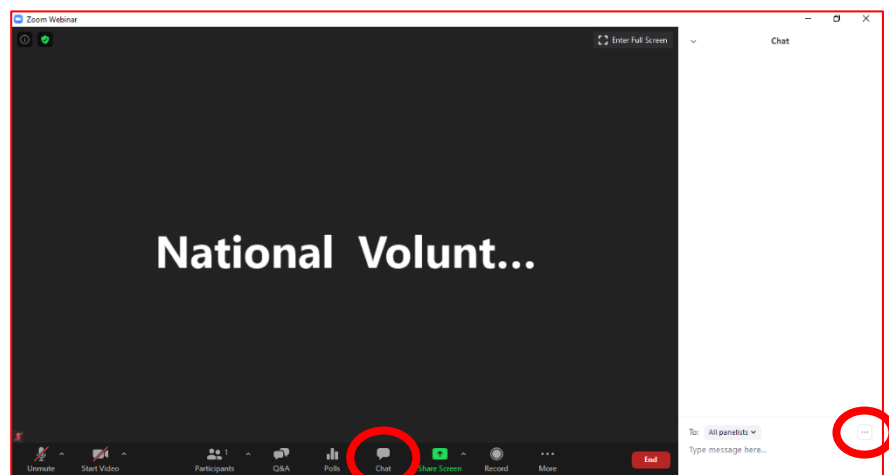 Zoom Webinar
Enter Full Screen
Chat
National Volunt...
To: All panelists
Type message here...
1
Unmute Start Video Participants Q&A Polls Chat Share Screen Record More End